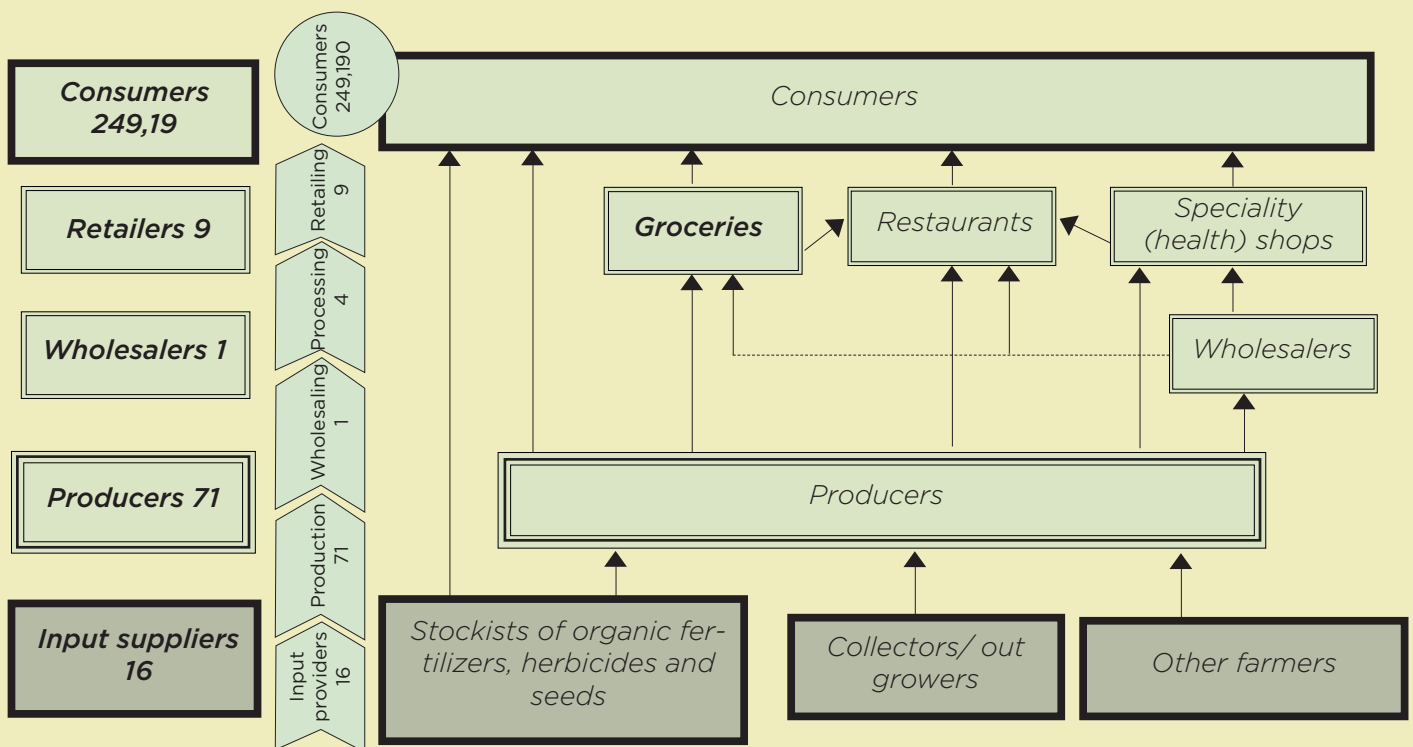 Consumers
249,19
Retailers 9
Wholesalers 1
Producers 71
Input suppliers
16
Consumers
249,190
Retailing
9
Processing
4
Wholesaling
1
Production
71
Input
providers
16
Consumers
Groceries
Restaurants
Speciality
(health) shops
Wholesalers
Producers
Stockists of organic fer-
tilizers, herbicides and
seeds
Collectors/ out
growers
Other farmers